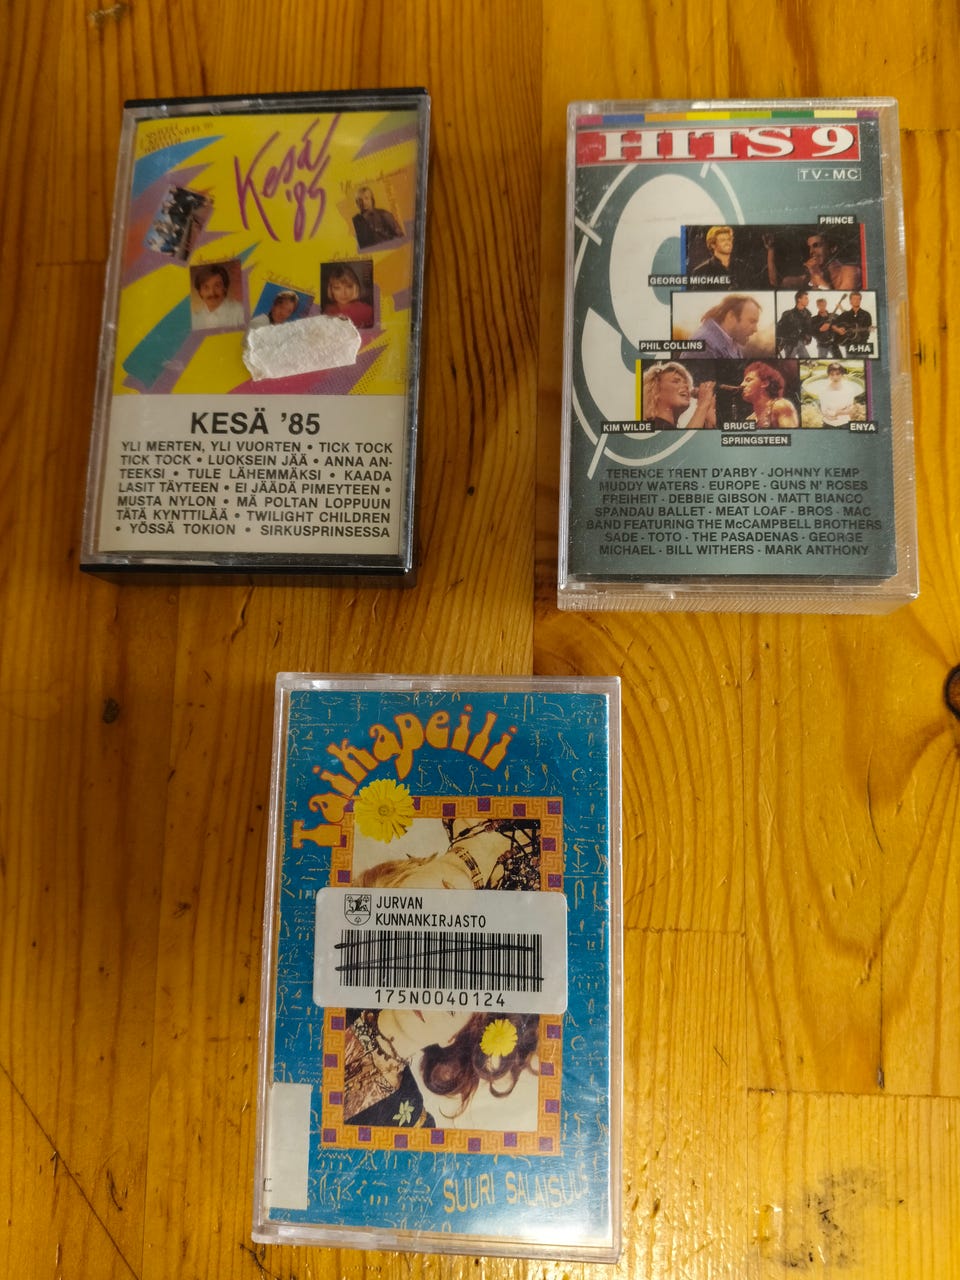 Kesä
'85
KESÄ '85
YLI MERTEN, YLI VUORTEN • TICK TOCK
TICK TOCK • LUOKSEIN JÄÄ • ANNA AN-
TEEKSI • TULE LÄHEMMÄKSI • KAADA
LASIT TÄYTEEN • EI JÄÄDÄ PIMEYTEEN •
MUSTA NYLON • MÄ POLTAN LOPPUUN
TÄTÄ KYNTTILÄÄ • TWILIGHT CHILDREN
• YÖSSÄ TOKION • SIRKUSPRINSESSA
HITS 9
TV-MC
PRINCE
GEORGE MICHAEL
PHIL COLLINS
A-HA
KIM WILDE
BRUCE
SPRINGSTEEN
ENYA
TERENCE TRENT D'ARBY - JOHNNY KEMP
MUDDY WATERS - EUROPE - GUNS N' ROSES
FREIHEIT - DEBBIE GIBSON - MATT BIANCO
SPANDAU BALLET - MEAT LOAF - BROS - MAC
BAND FEATURING THE McCAMPBELL BROTHERS
SADE - TOTO - THE PASADENAS - GEORGE
MICHAEL - BILL WITHERS - MARK ANTHONY
Taikapeili
JURVAN
KUNNANKIRJASTO
175N0040124
SUURI SALAISUUS